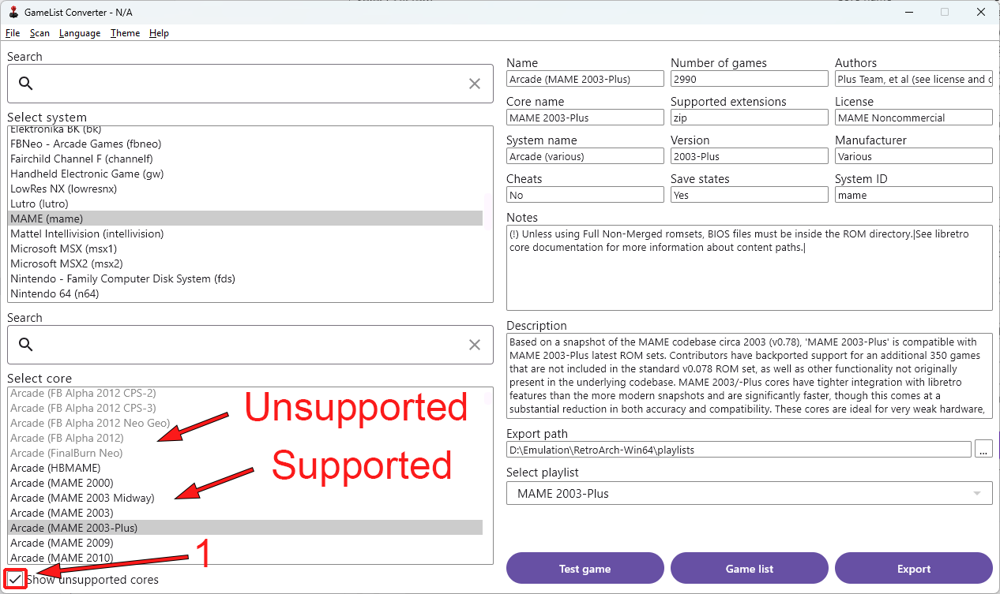 GameList Converter - N/A
File Scan Language Theme Help
Search
Select system
Elektronika BK (bk)
FBNeo - Arcade Games (fbneo)
Fairchild Channel F (channelf)
Handheld Electronic Game (gw)
LowRes NX (lowresnx)
Lutro (lutro)
MAME (mame)
Mattel Intellivision (intellivision)
Microsoft MSX (msx1)
Microsoft MSX2 (msx2)
Nintendo - Family Computer Disk System (fds)
Nintendo 64 (n64)
Search
Select core
Arcade (FB Alpha 2012 CPS-2)
Arcade (FB Alpha 2012 CPS-3)
Arcade (FB Alpha 2012 Neo Geo)
Arcade (FB Alpha 2012)
Arcade (FinalBurn Neo)
Arcade (HBMAME)
Arcade (MAME 2000)
Arcade (MAME 2003 Midway)
Arcade (MAME 2003)
Arcade (MAME 2003-Plus)
Arcade (MAME 2009)
Arcade (MAME 2010)
Unsupported
Supported
1
Show unsupported cores
Name Number of games Authors
Arcade (MAME 2003-Plus) 2990 Plus Team, et al (see license and c
Core name Supported extensions License
MAME 2003-Plus zip MAME Noncommercial
System name Version Manufacturer
Arcade (various) 2003-Plus Various
Cheats Save states System ID
No Yes mame
Notes
(!) Unless using Full Non-Merged romsets, BIOS files must be inside the ROM directory.|See libretro
core documentation for more information about content paths.|
Description
Based on a snapshot of the MAME codebase circa 2003 (v0.78), 'MAME 2003-Plus' is compatible with
MAME 2003-Plus latest ROM sets. Contributors have backported support for an additional 350 games
that are not included in the standard v0.078 ROM set, as well as other functionality not originally
present in the underlying codebase. MAME 2003/-Plus cores have tighter integration with libretro
features than the more modern snapshots and are significantly faster, though this comes at a
substantial reduction in both accuracy and compatibility. These cores are ideal for very weak hardware,
Export path
D:\Emulation\RetroArch-Win64\playlists ...
Select playlist
MAME 2003-Plus
Test game Game list Export